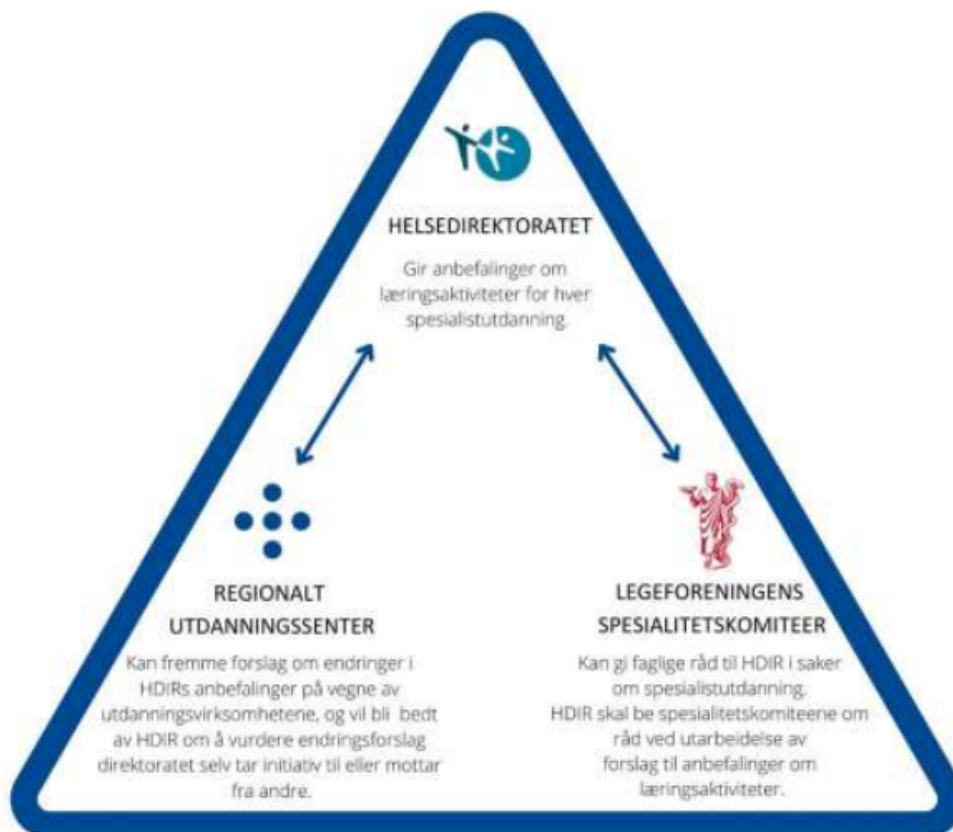 HELSEDIREKTORATET
Gir anbefalinger om
læringsaktiviteter for hver
spesialistutdanning.
REGIONALT
UTDANNINGSSENTER
Kan fremme forslag om endringer i
HDIRs anbefalinger på vegne av
utdanningsvirksomhetene, og vil bli bedt
av HDIR om å vurdere endringsforslag
direktoratet selv tar initiativ til eller mottar
fra andre.
LEGEFORENINGENS
SPESIALITETSKOMITEER
Kan gi faglige råd til HDIR i saker
om spesialistutdanning.
HDIR skal be spesialitetskomiteene om
råd ved utarbeidelse av
forslag til anbefalinger om
læringsaktiviteter.